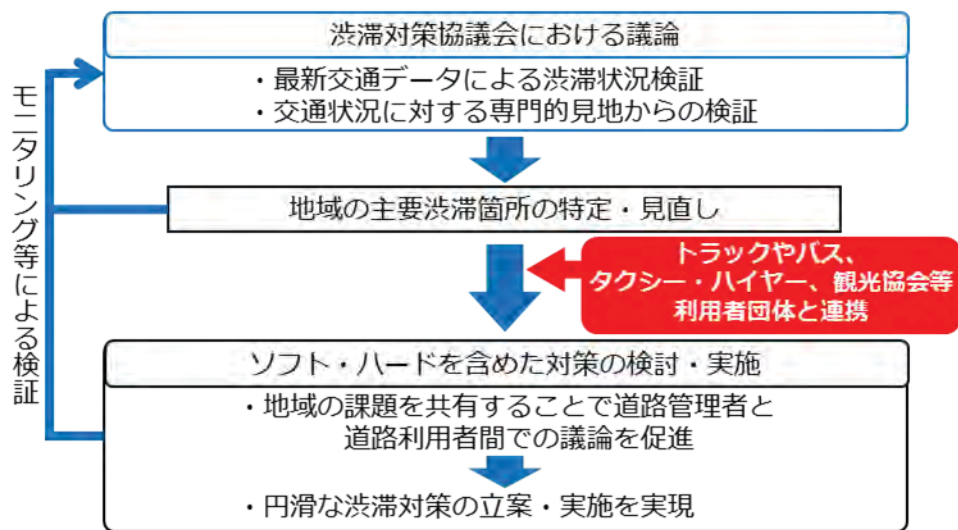 渋滞対策協議会における議論
・最新交通データによる渋滞状況検証
・交通状況に対する専門的見地からの検証
モニタリング等による検証
地域の主要渋滞箇所の特定・見直し
トラックやバス、
タクシー・ハイヤー、観光協会等
利用者団体と連携
ソフト・ハードを含めた対策の検討・実施
・地域の課題を共有することで道路管理者と
道路利用者間での議論を促進
・円滑な渋滞対策の立案・実施を実現